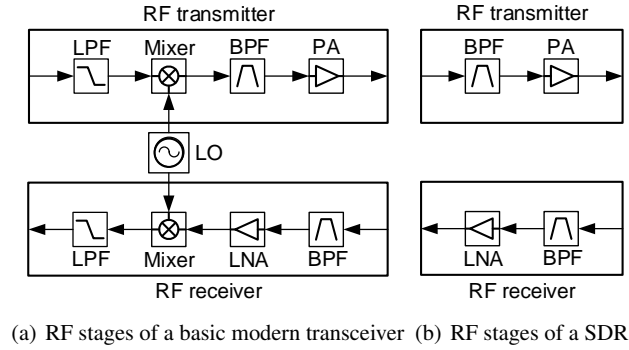 RF transmitter
LPF Mixer BPF PA
LO
LPF Mixer LNA BPF
RF receiver
RF transmitter
BPF PA
LNA BPF
RF receiver
(a) RF stages of a basic modern transceiver (b) RF stages of a SDR